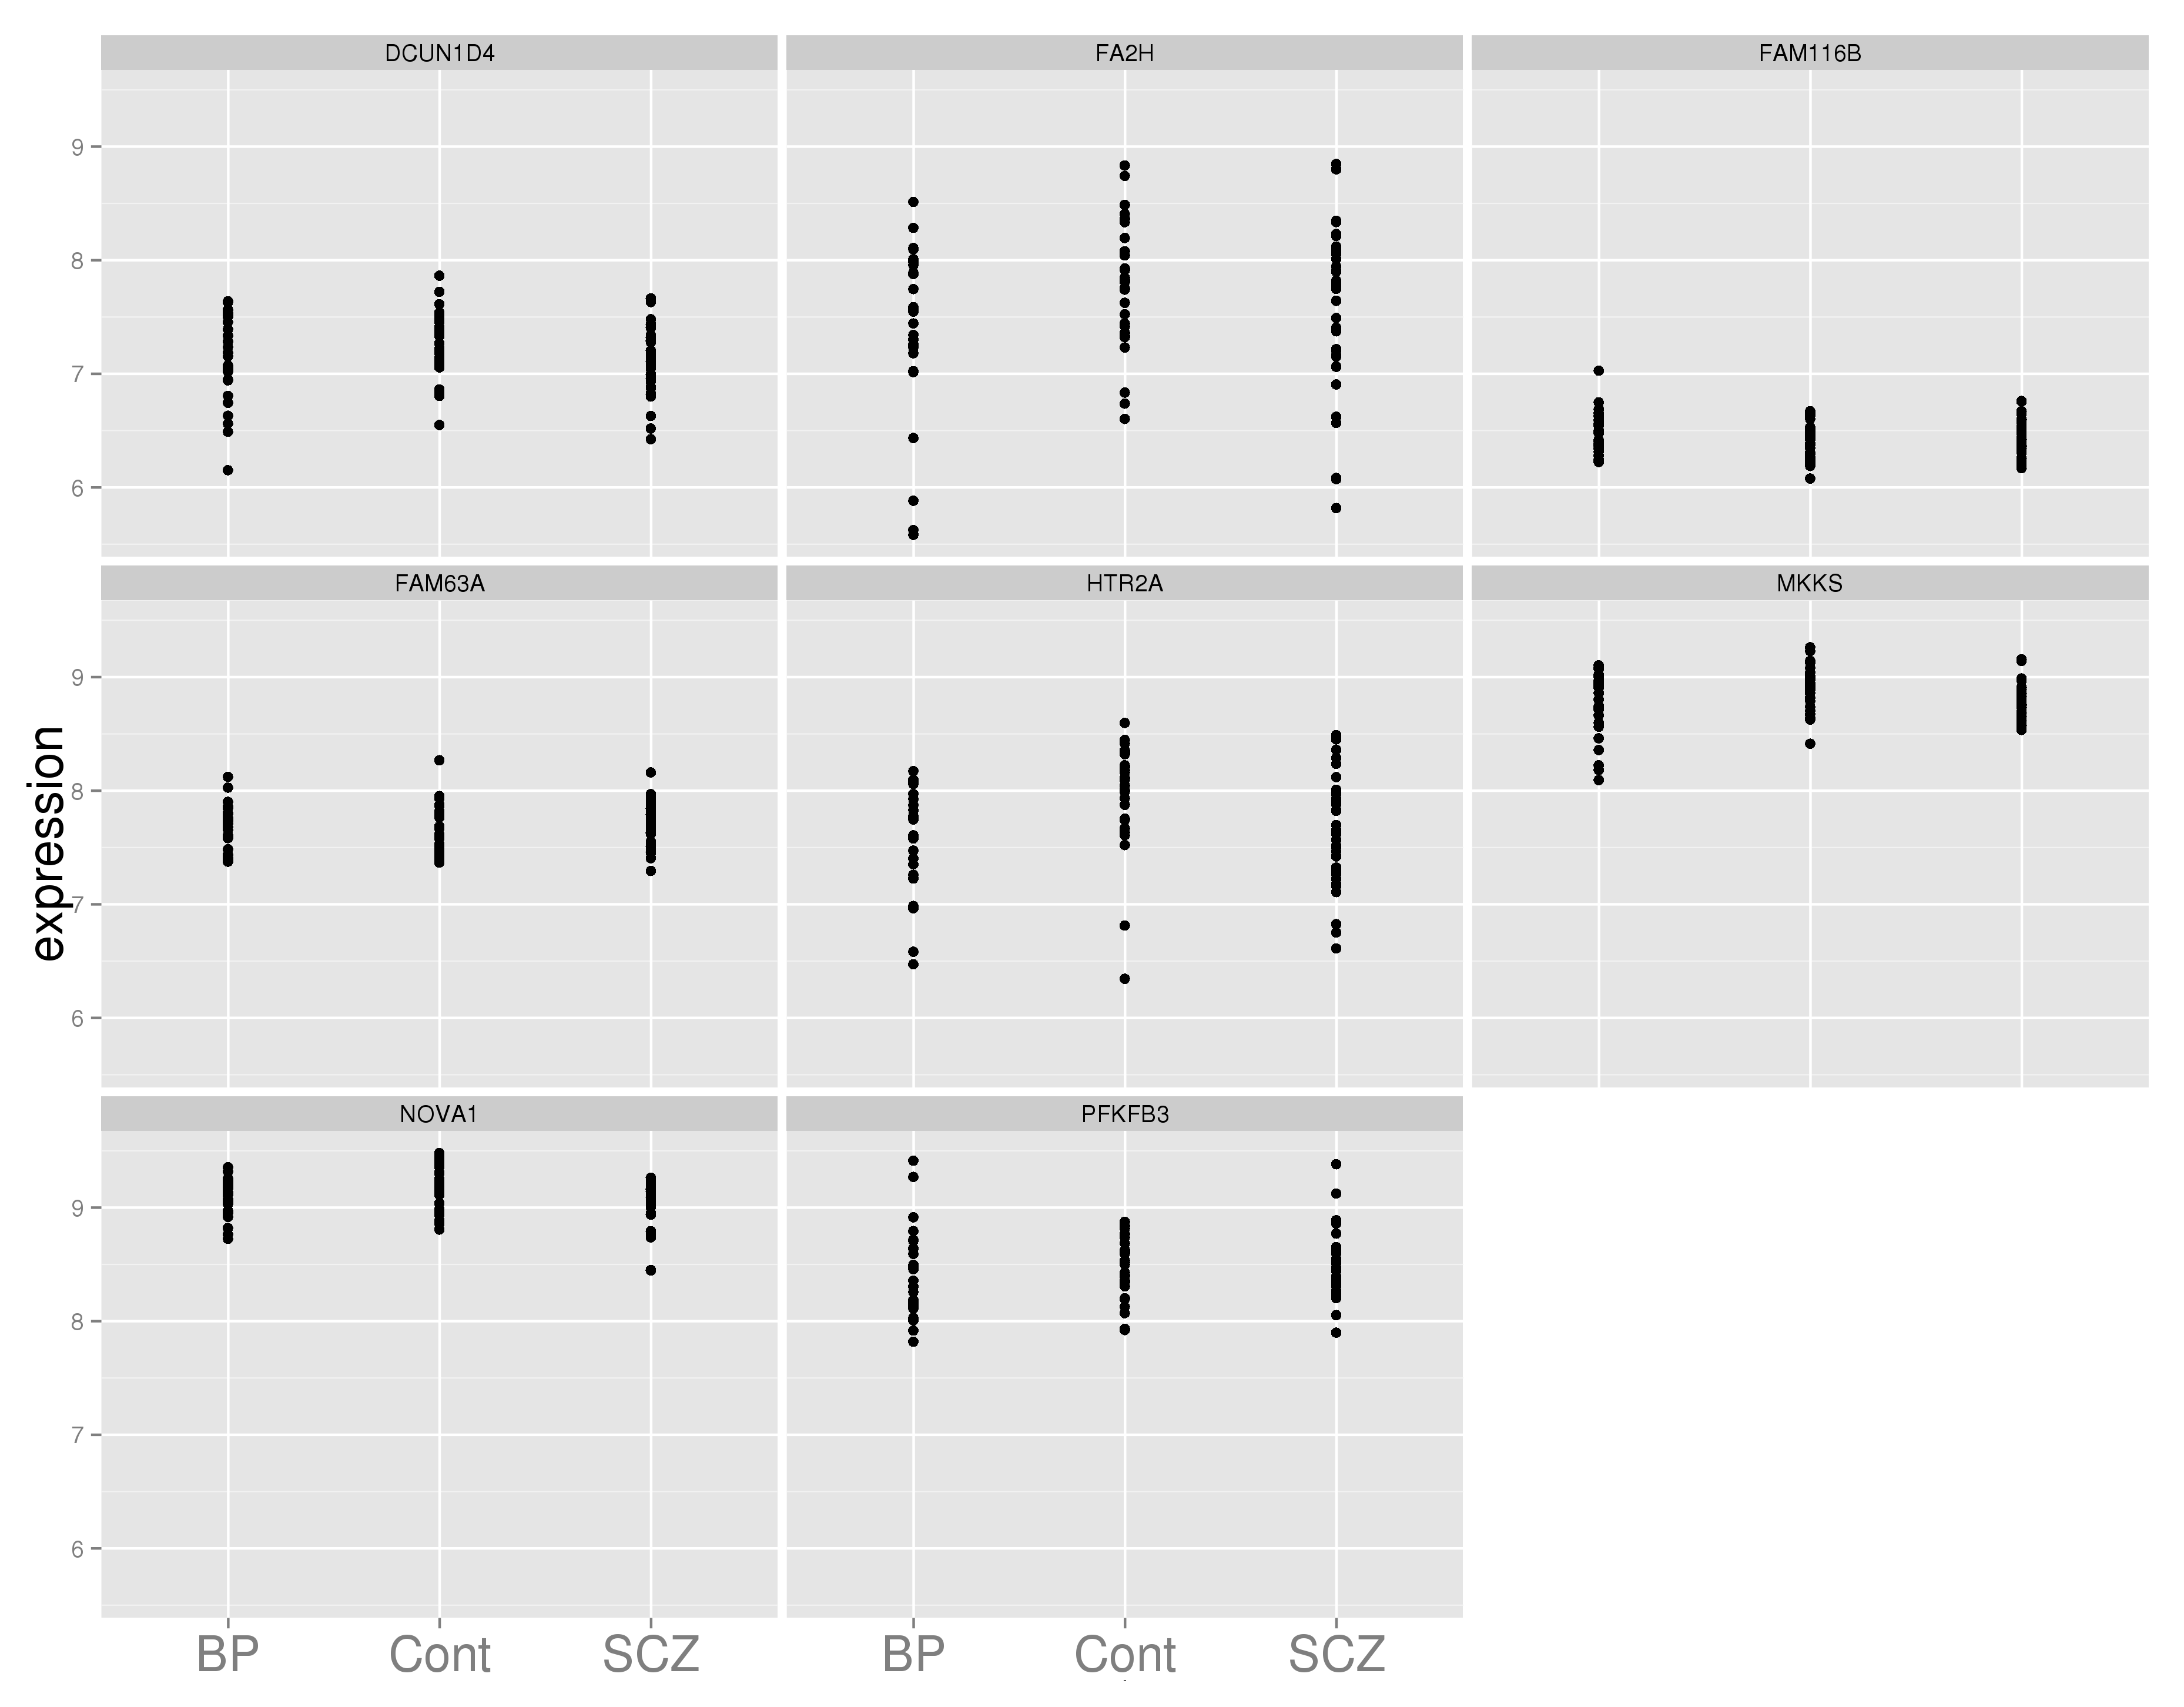 DCUN1D4 FA2H FAM116B
9
8
7
6
FAM63A HTR2A MKKS
9
8
7
6
expression
NOVA1 PFKFB3
9
8
7
6
BP Cont SCZ BP Cont SCZ